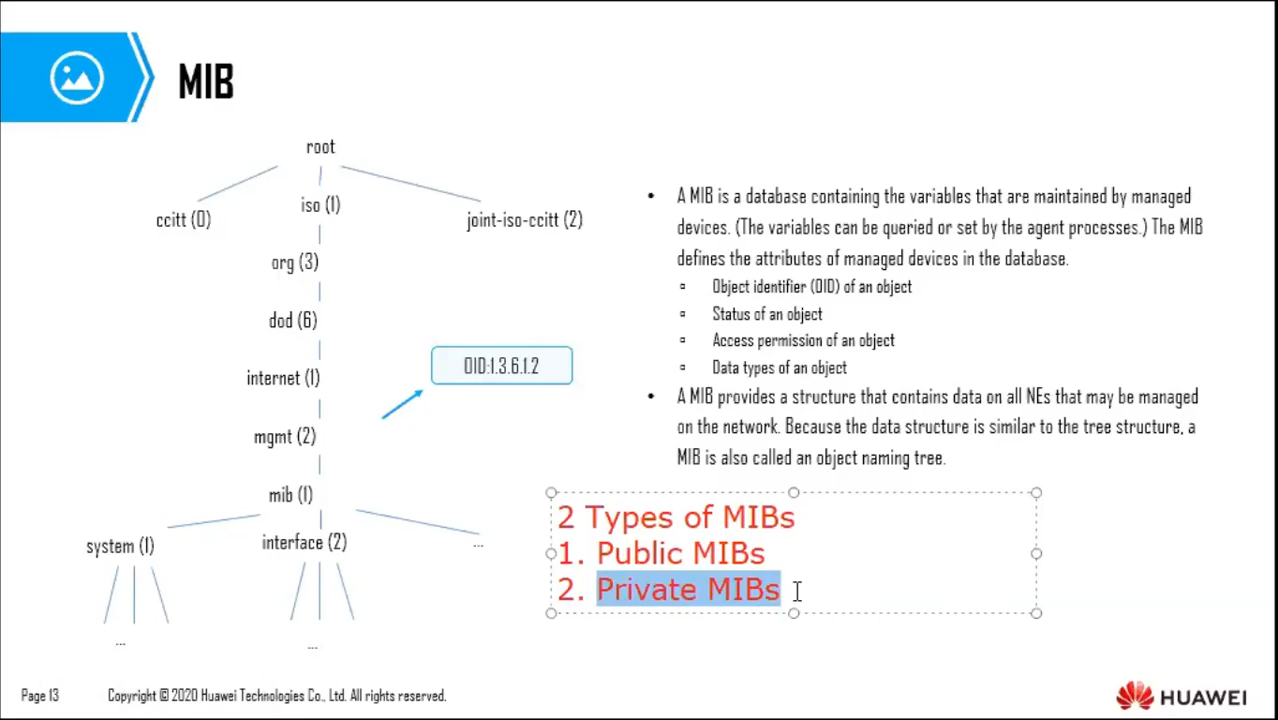 MIB
root
ccitt (0)
iso (1)
joint-iso-ccitt (2)
org (3)
dod (6)
internet (1)
OID:1.3.6.1.2
mgmt (2)
mib (1)
system (1)
interface (2)
...
...
...
• A MIB is a database containing the variables that are maintained by managed
devices. (The variables can be queried or set by the agent processes.) The MIB
defines the attributes of managed devices in the database.
▫ Object identifier (OID) of an object
▫ Status of an object
▫ Access permission of an object
▫ Data types of an object
• A MIB provides a structure that contains data on all NEs that may be managed
on the network. Because the data structure is similar to the tree structure, a
MIB is also called an object naming tree.
2 Types of MIBs
1. Public MIBs
2. Private MIBs
Page 13
Copyright © 2020 Huawei Technologies Co., Ltd. All rights reserved.
HUAWEI